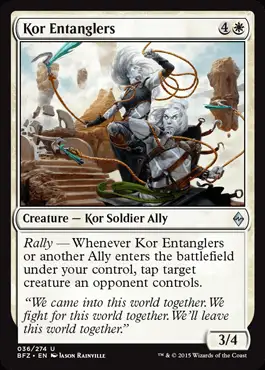 Kor Entanglers 4
Creature — Kor Soldier Ally
Rally — Whenever Kor Entanglers
or another Ally enters the battlefield
under your control, tap target
creature an opponent controls.
“We came into this world together. We
fight for this world together. We’ll leave
this world together.”
3/4
036/274 U
BFZ • EN Jason Rainville
™ & © 2015 Wizards of the Coast